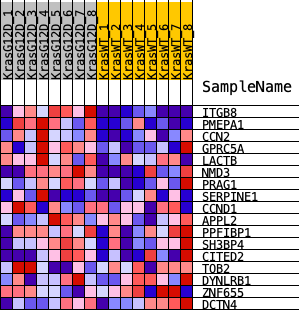 KrasG12D_1
KrasG12D_2
KrasG12D_3
KrasG12D_4
KrasG12D_5
KrasG12D_6
KrasG12D_7
KrasG12D_8
KrasWT_1
KrasWT_2
KrasWT_3
KrasWT_4
KrasWT_5
KrasWT_6
KrasWT_7
KrasWT_8
SampleName
ITGB8
PMEPA1
CCN2
GPRC5A
LACTB
NMD3
PRAG1
SERPINE1
CCND1
APPL2
PPFIBP1
SH3BP4
CITED2
TOB2
DYNLRB1
ZNF655
DCTN4